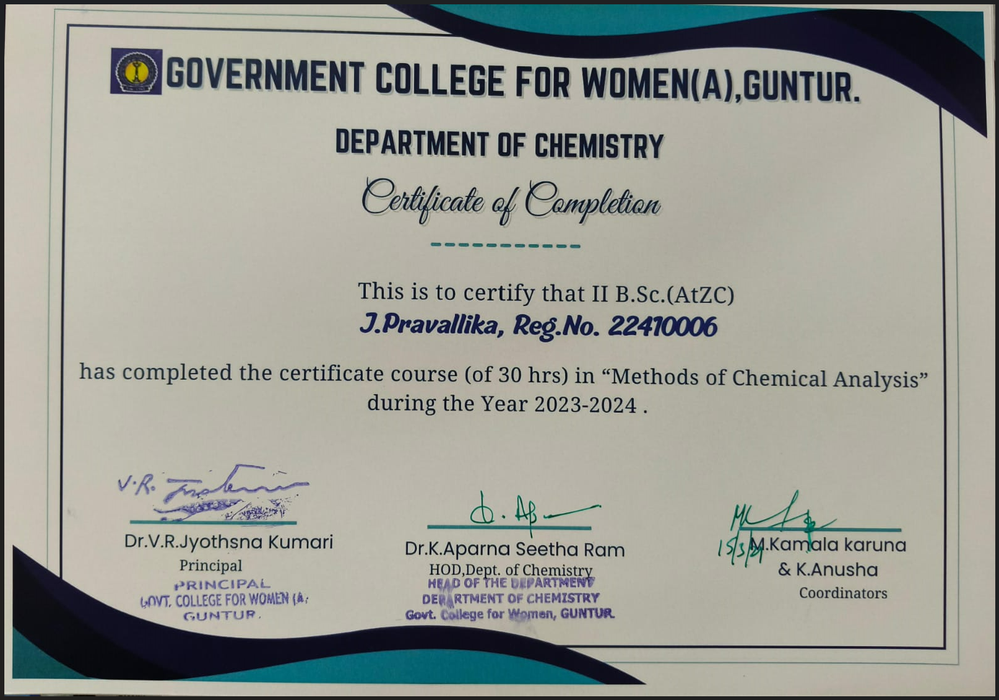 GOVERNMENT COLLEGE FOR WOMEN(A),GUNTUR.
DEPARTMENT OF CHEMISTRY
Certificate of Completion
-----------
This is to certify that II B.Sc.(AtZC)
J.Pravallika, Reg.No. 22410006
has completed the certificate course (of 30 hrs) in “Methods of Chemical Analysis”
during the Year 2023-2024 .
V.R.
Dr.V.R.Jyothsna Kumari
Principal
PRINCIPAL
GOVT. COLLEGE FOR WOMEN (A)
GUNTUR.
Dr.K.Aparna Seetha Ram
HOD,Dept. of Chemistry
HEAD OF THE DEPARTMENT
DEPARTMENT OF CHEMISTRY
Govt. College for Women, GUNTUR
15/3/24
M.Kamala karuna
& K.Anusha
Coordinators